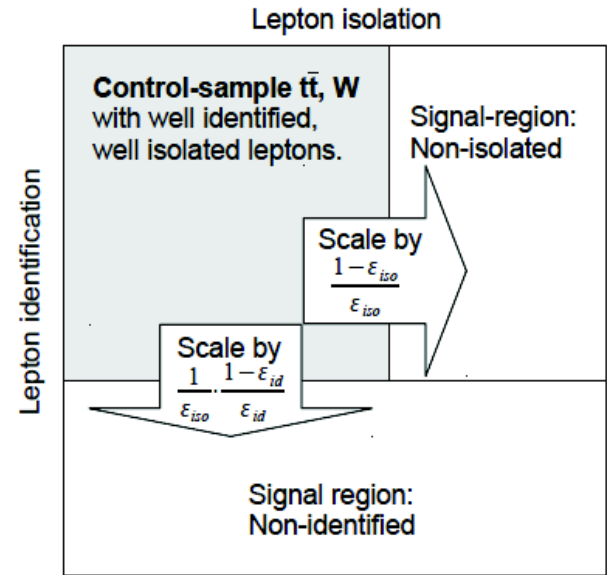 Lepton isolation
Lepton identification
Control-sample tt̄, W
with well identified,
well isolated leptons.
Signal-region:
Non-isolated
Scale by
1−ε_iso
ε_iso
Scale by
1/ε_iso · 1−ε_id/ε_id
Signal region:
Non-identified